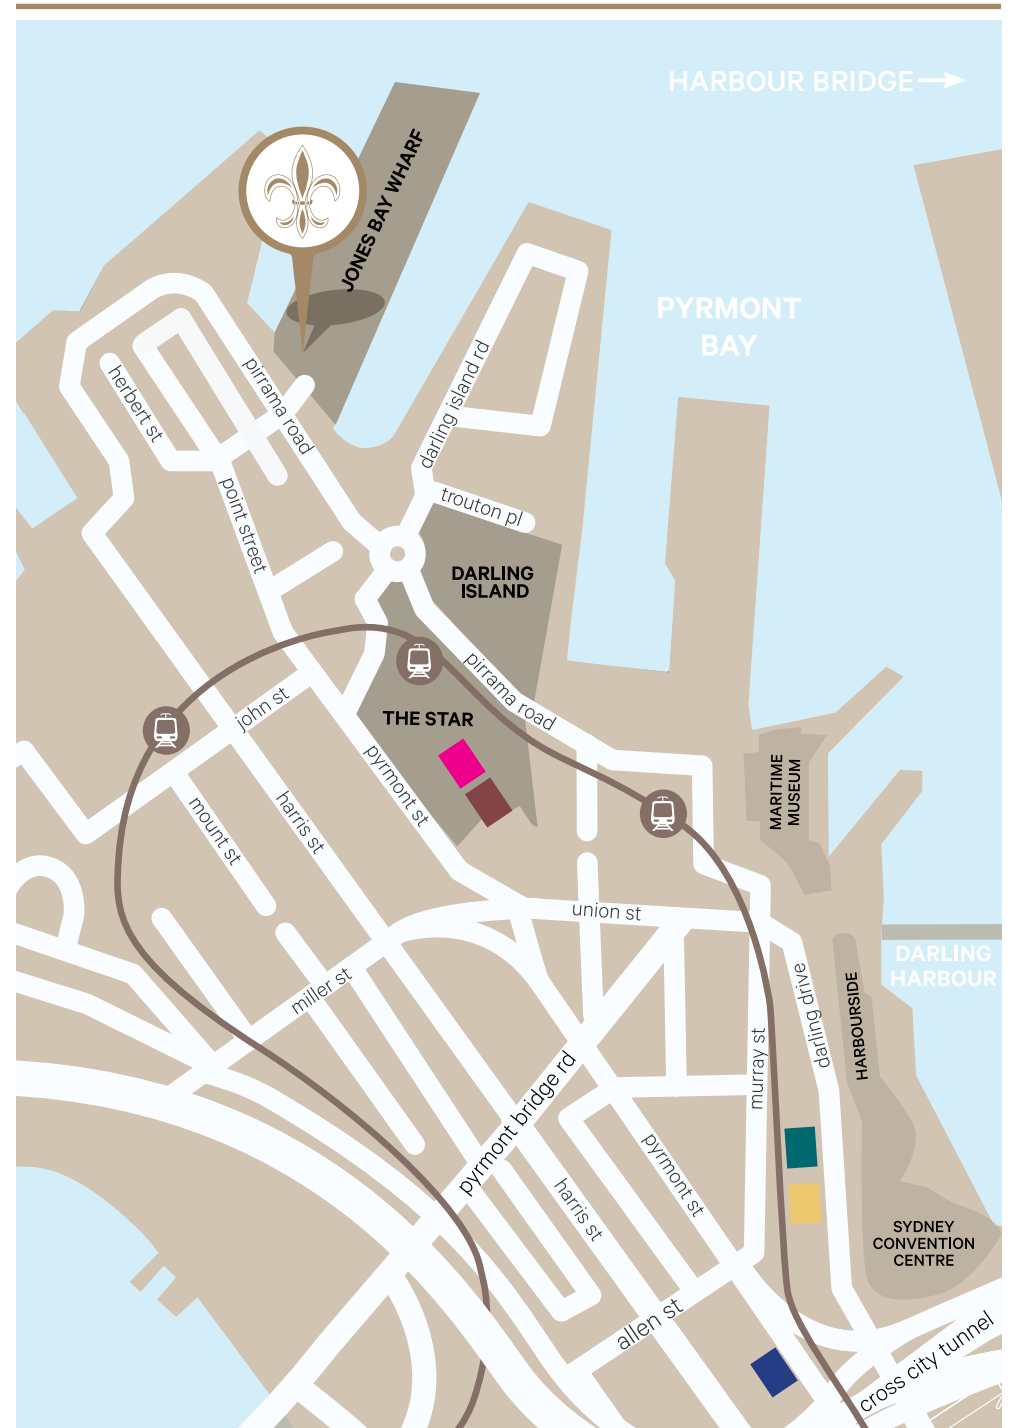 HARBOUR BRIDGE
JONES BAY WHARF
PYRMONT
BAY
darling island rd
herbert st
pirrama road
point street
trouton pl
DARLING
ISLAND
pirrama road
john st
THE STAR
pyrmont st
MARITIME
MUSEUM
mount st
harris st
union st
DARLING
HARBOUR
miller st
darling drive
HARBOURSIDE
murray st
pyrmont bridge rd
pyrmont st
harris st
SYDNEY
CONVENTION
CENTRE
allen st
cross city tunnel